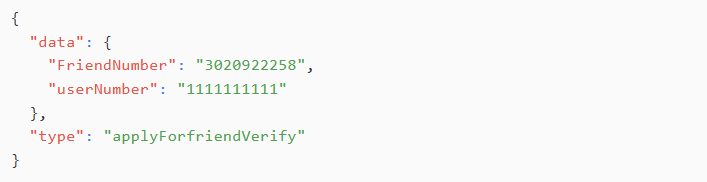 {
  "data": {
    "FriendNumber": "3020922258",
    "userNumber": "1111111111"
  },
  "type": "applyForfriendVerify"
}